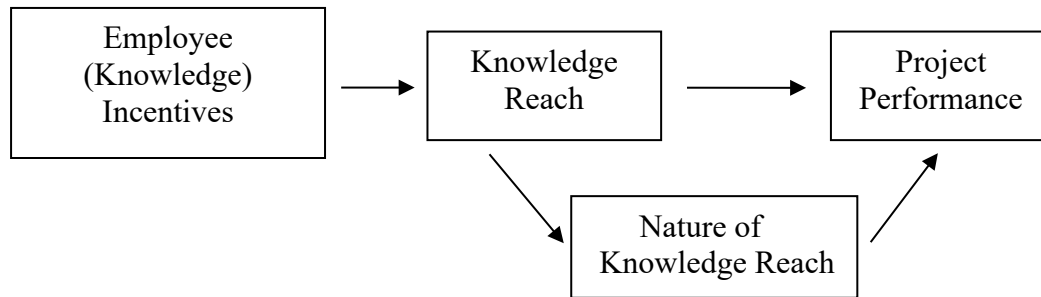 Employee
(Knowledge)
Incentives
Knowledge
Reach
Project
Performance
Nature of
Knowledge Reach